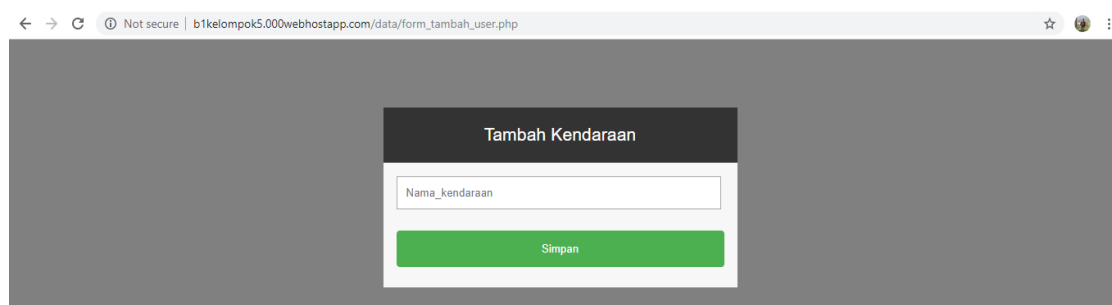 Not secure | b1kelompok5.000webhostapp.com/data/form_tambah_user.php
Tambah Kendaraan
Nama_kendaraan
Simpan